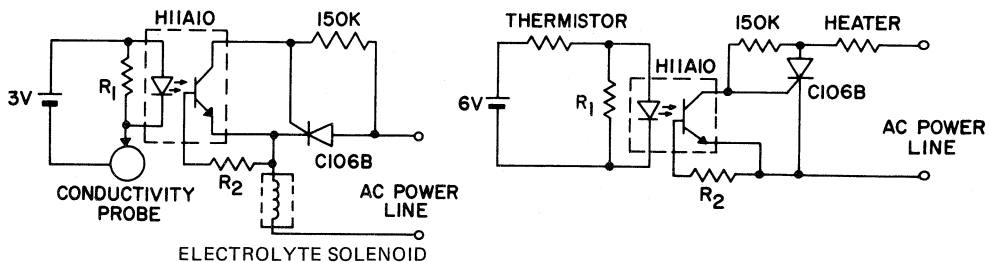 H11A10
150K
3V
R1
R2
C106B
CONDUCTIVITY
PROBE
AC POWER
LINE
ELECTROLYTE SOLENOID
THERMISTOR
150K
HEATER
H11A10
6V
R1
C106B
R2
AC POWER
LINE